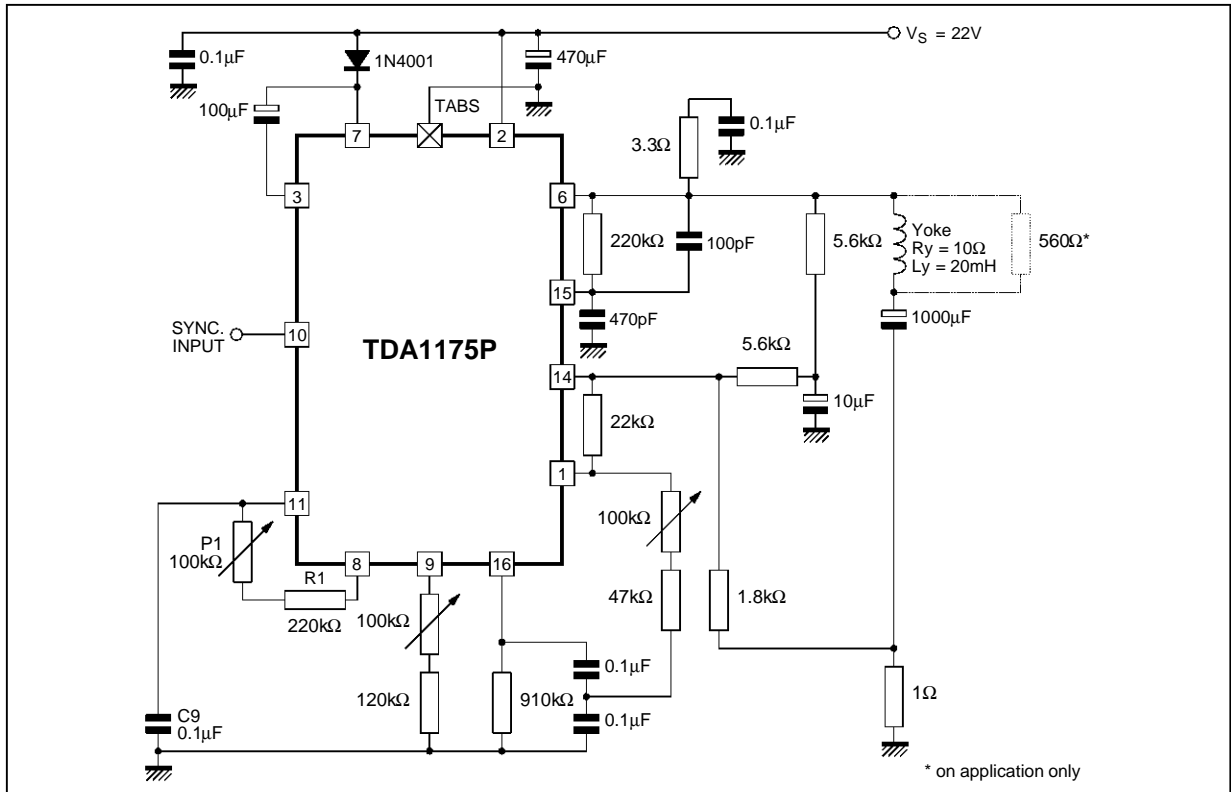 VS = 22V
0.1µF
1N4001
470µF
100µF
TABS
7
2
3.3Ω
0.1µF
3
6
220kΩ
100pF
5.6kΩ
Yoke
Ry = 10Ω
Ly = 20mH
560Ω*
15
1000µF
SYNC.
INPUT
10
TDA1175P
470pF
5.6kΩ
14
10µF
22kΩ
1
11
100kΩ
P1
100kΩ
8
9
16
R1
220kΩ
100kΩ
47kΩ
1.8kΩ
0.1µF
120kΩ
910kΩ
1Ω
C9
0.1µF
0.1µF
* on application only